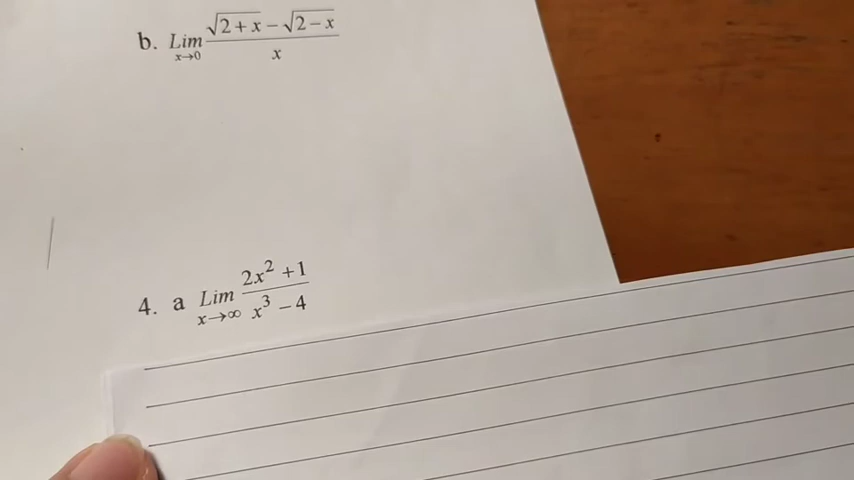 b. Lim x→0 √2+x − √2−x / x
4. a Lim x→∞ 2x² +1 / x³ − 4